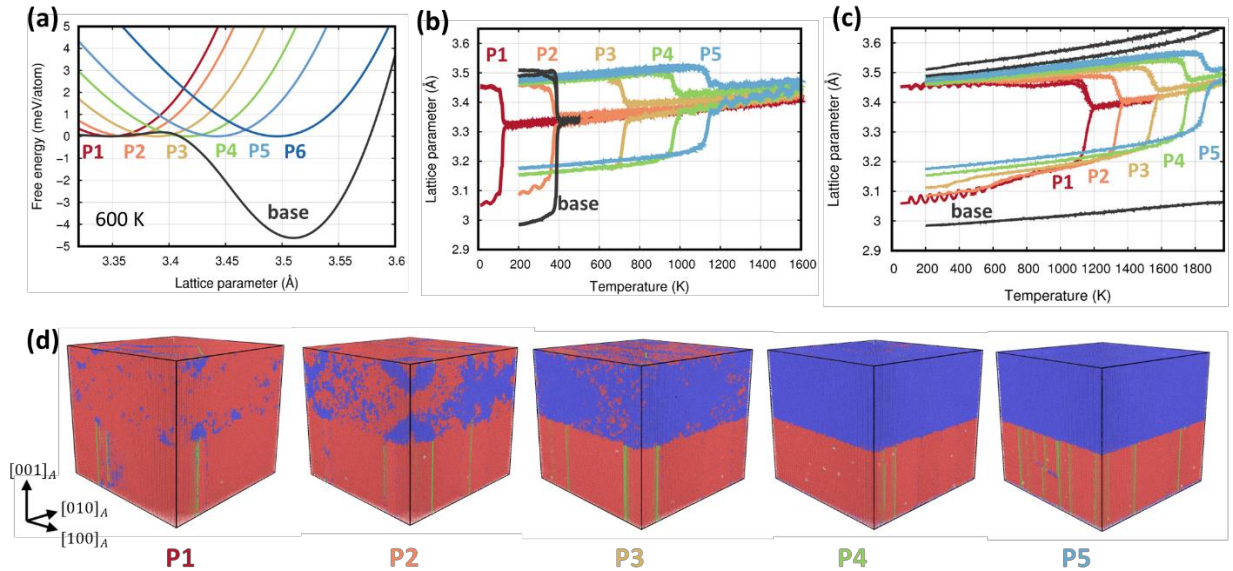 (a)
5
4
3
2
1
0
−1
−2
−3
−4
−5
Free energy (meV/atom)
P1 P2 P3 P4 P5 P6
base
600 K
3.35 3.4 3.45 3.5 3.55 3.6
Lattice parameter (Å)
(b)
3.6
3.5
3.4
3.3
3.2
3.1
3
2.9
Lattice parameter (Å)
P1 P2 P3 P4 P5
base
0 200 400 600 800 1000 1200 1400 1600
Temperature (K)
(c)
3.6
3.5
3.4
3.3
3.2
3.1
3
2.9
Lattice parameter (Å)
P1 P2 P3 P4 P5
base
0 200 400 600 800 1000 1200 1400 1600 1800
Temperature (K)
(d)
[001]A
[010]A
[100]A
P1 P2 P3 P4 P5